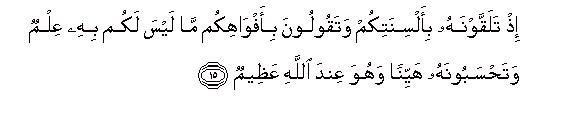 إِذْ تَلَقَّوْنَهُۥ بِأَلْسِنَتِكُمْ وَتَقُولُونَ بِأَفْوَاهِكُم مَّا لَيْسَ لَكُم بِهِۦ عِلْمٌ
وَتَحْسَبُونَهُۥ هَيِّنًا وَهُوَ عِندَ ٱللَّهِ عَظِيمٌ ١٥